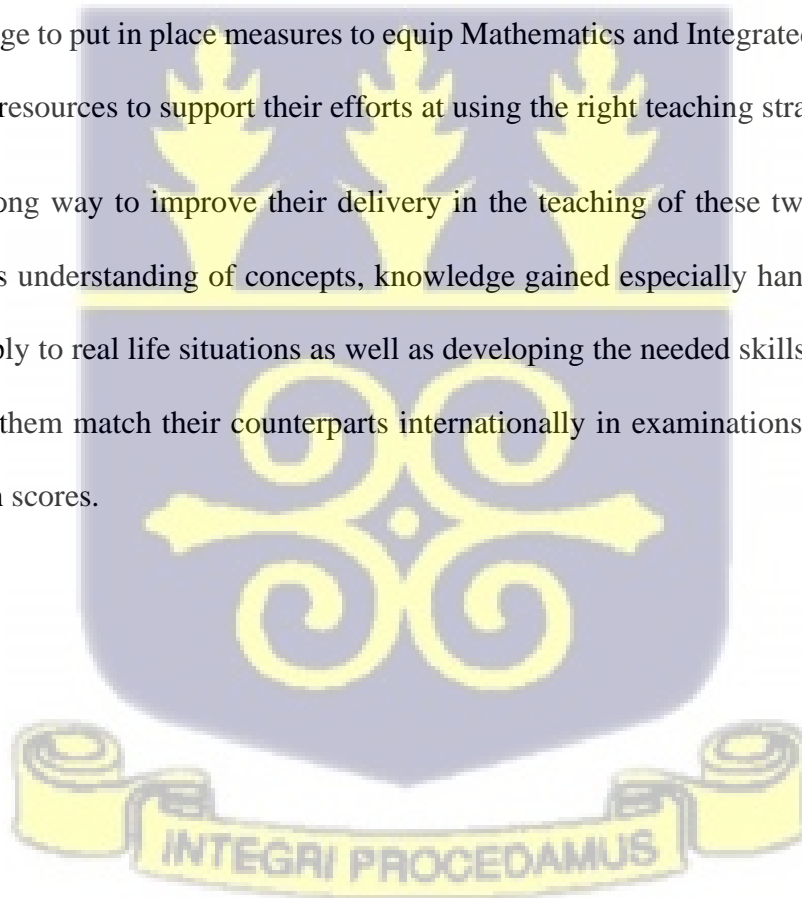 ge to put in place measures to equip Mathematics and Integrated
resources to support their efforts at using the right teaching stra
ong way to improve their delivery in the teaching of these tw
s understanding of concepts, knowledge gained especially han
ply to real life situations as well as developing the needed skills
them match their counterparts internationally in examinations
n scores.
INTEGRI PROCEDAMUS